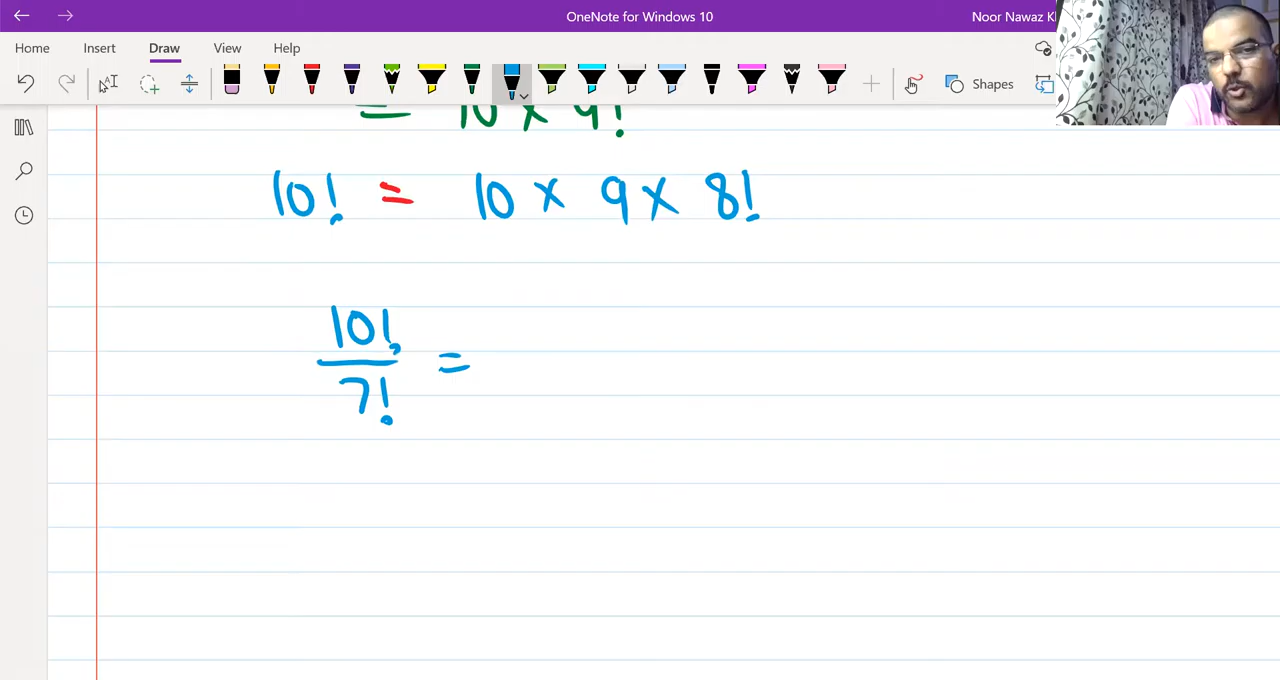 OneNote for Windows 10
Noor Nawaz K
Home Insert Draw View Help
Shapes
= 10 x 9!
10! = 10 x 9 x 8!
10!
7! =